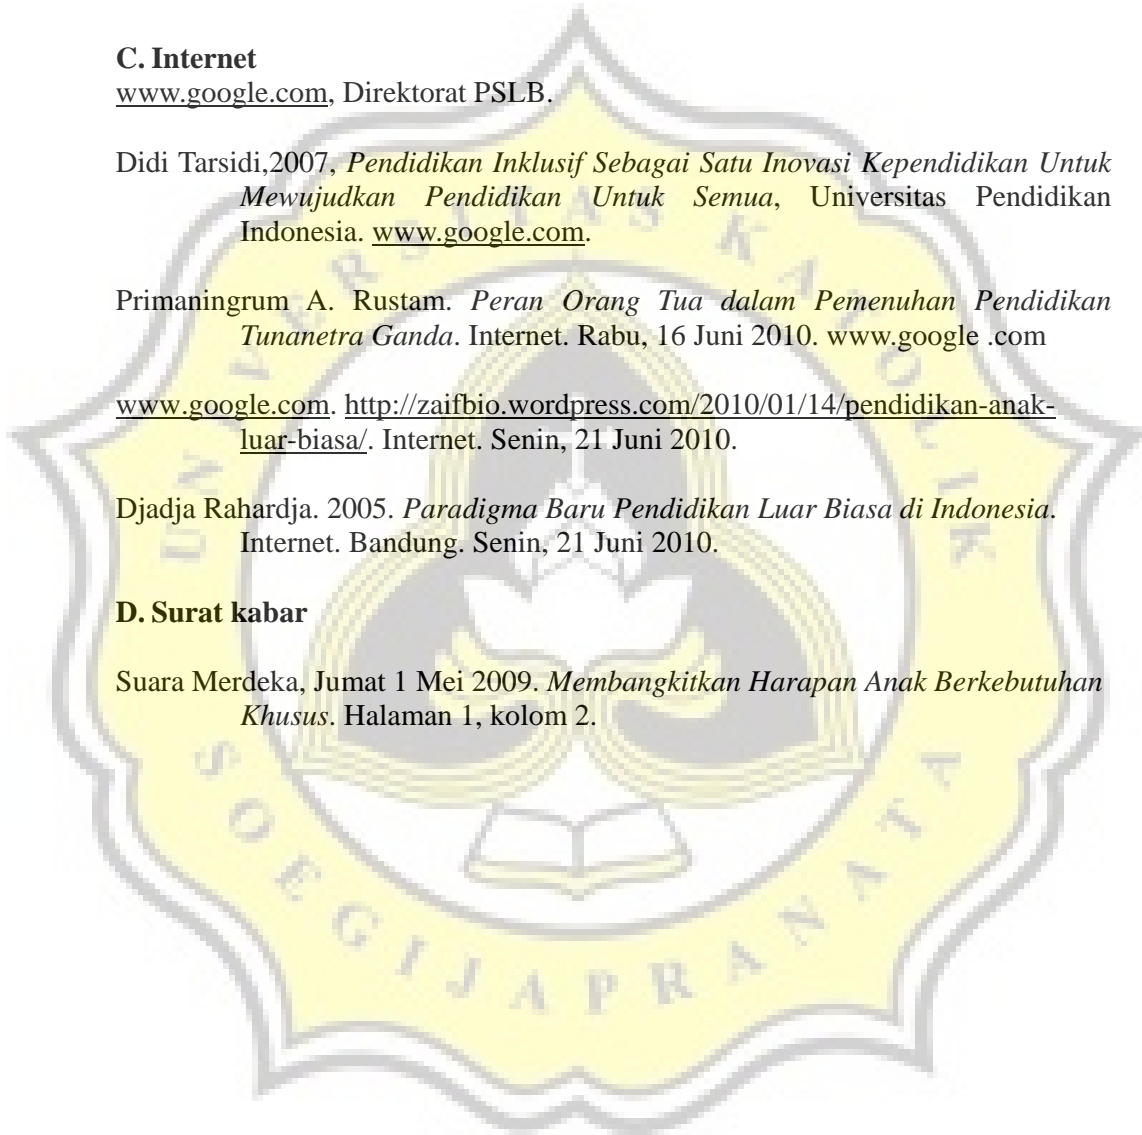 C. Internet
www.google.com, Direktorat PSLB.
Didi Tarsidi,2007, Pendidikan Inklusif Sebagai Satu Inovasi Kependidikan Untuk
Mewujudkan Pendidikan Untuk Semua, Universitas Pendidikan
Indonesia. www.google.com.
Primaningrum A. Rustam. Peran Orang Tua dalam Pemenuhan Pendidikan
Tunanetra Ganda. Internet. Rabu, 16 Juni 2010. www.google .com
www.google.com. http://zaifbio.wordpress.com/2010/01/14/pendidikan-anak-
luar-biasa/. Internet. Senin, 21 Juni 2010.
Djadja Rahardja. 2005. Paradigma Baru Pendidikan Luar Biasa di Indonesia.
Internet. Bandung. Senin, 21 Juni 2010.
D. Surat kabar
Suara Merdeka, Jumat 1 Mei 2009. Membangkitkan Harapan Anak Berkebutuhan
Khusus. Halaman 1, kolom 2.
UNIVERSITAS KATOLIK
SOEGIJAPRANATA